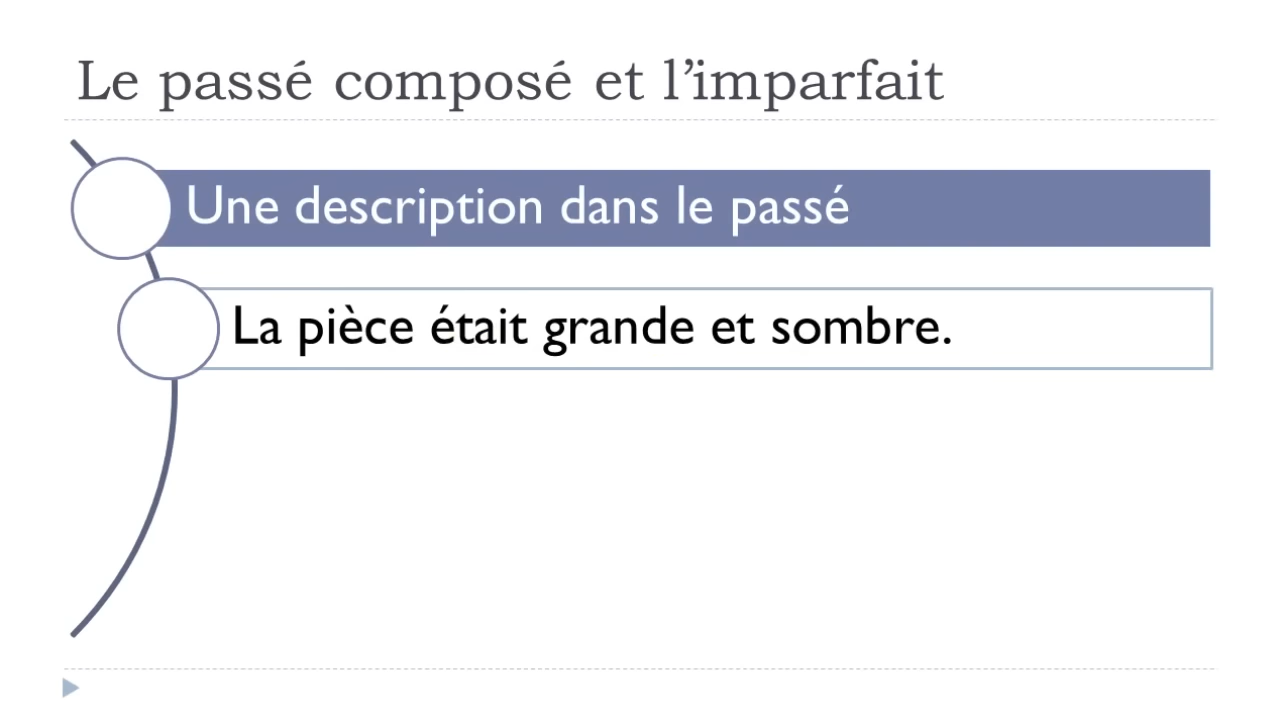 Le passé composé et l’imparfait
Une description dans le passé
La pièce était grande et sombre.